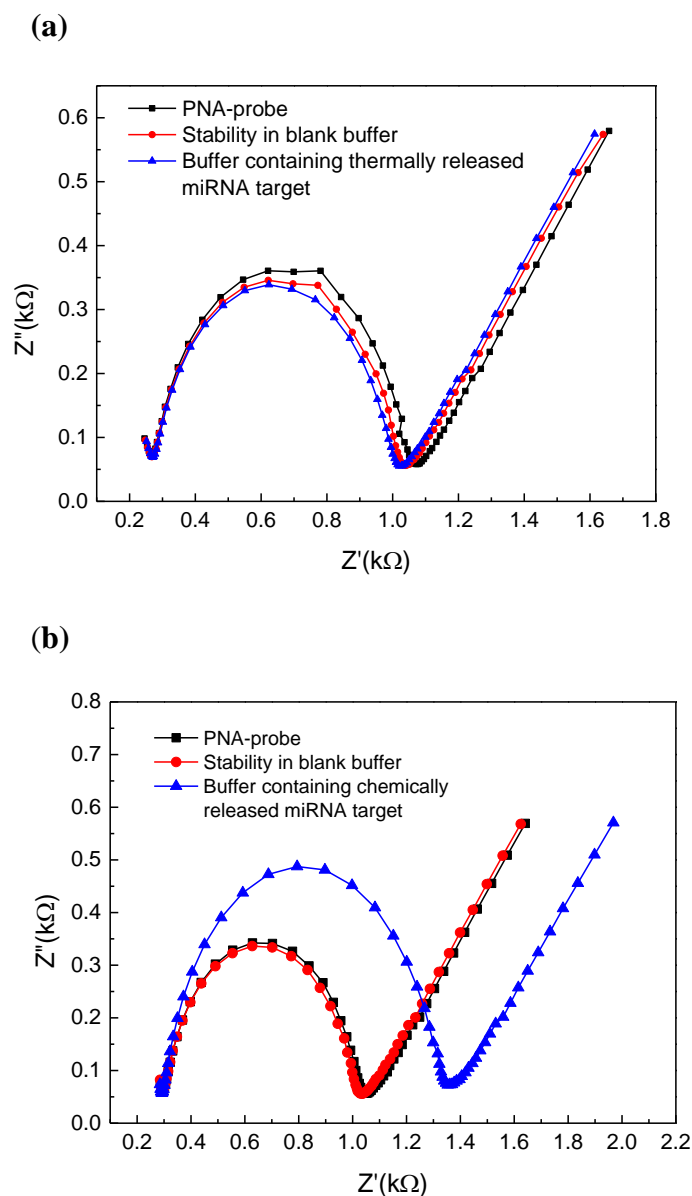 (a)
0.6
0.5
0.4
0.3
0.2
0.1
0.0
Z''(kΩ)
PNA-probe
Stability in blank buffer
Buffer containing thermally released
miRNA target
0.2 0.4 0.6 0.8 1.0 1.2 1.4 1.6 1.8
Z'(kΩ)
(b)
0.8
0.7
0.6
0.5
0.4
0.3
0.2
0.1
0.0
Z''(kΩ)
PNA-probe
Stability in blank buffer
Buffer containing chemically
released miRNA target
0.2 0.4 0.6 0.8 1.0 1.2 1.4 1.6 1.8 2.0 2.2
Z'(kΩ)